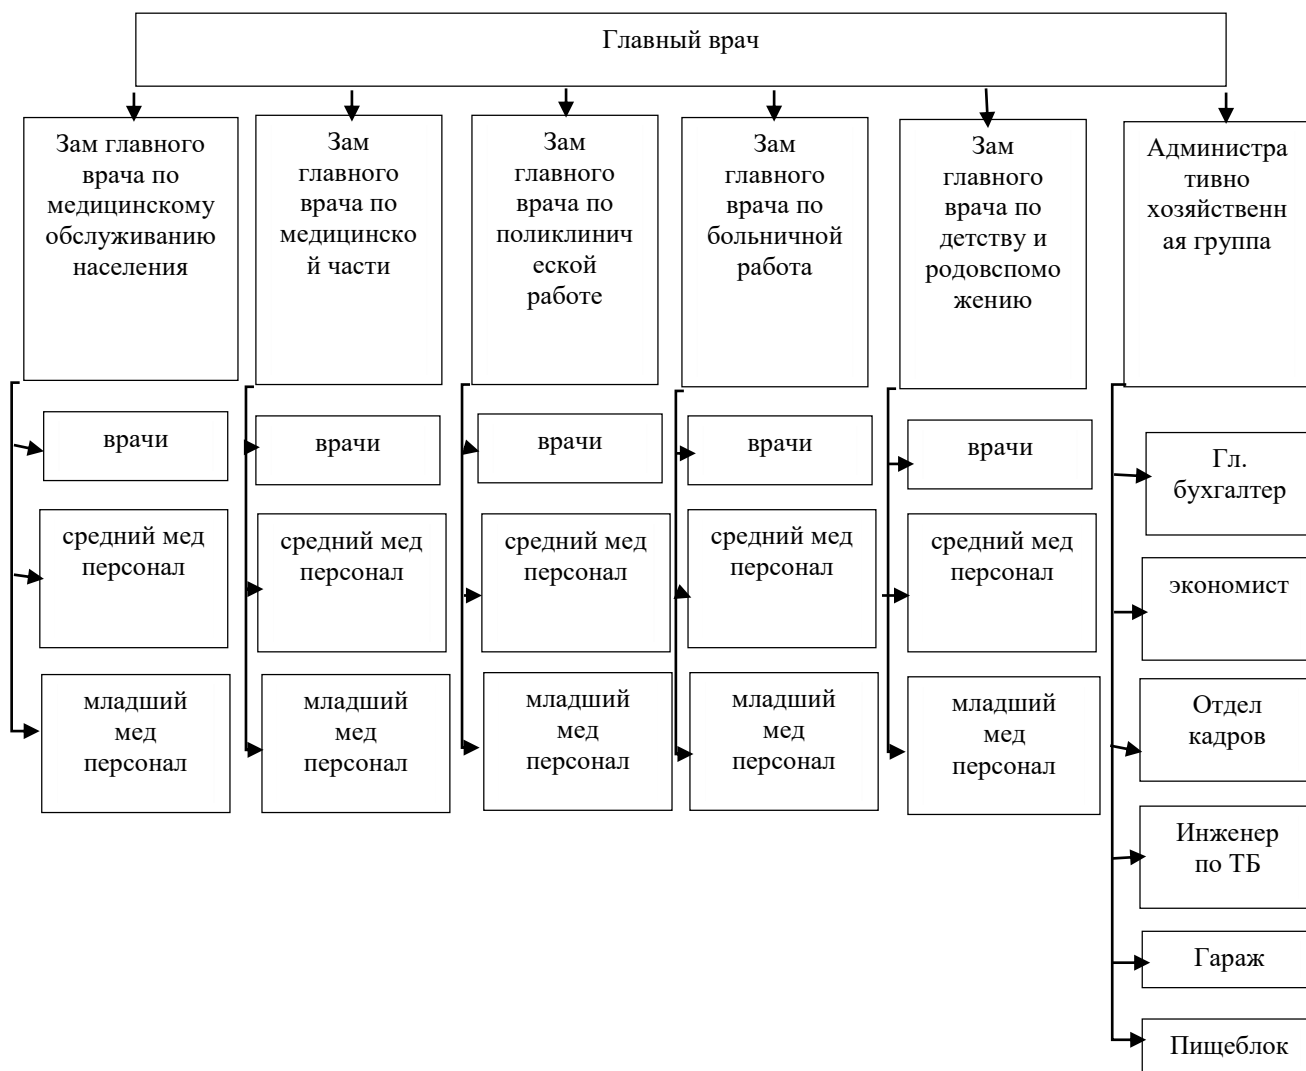 Главный врач
Зам главного
врача по
медицинскому
обслуживанию
населения
Зам
главного
врача по
медицинско
й части
Зам
главного
врача по
поликлинич
еской
работе
Зам
главного
врача по
больничной
работа
Зам
главного
врача по
детству и
родовспомо
жению
Администра
тивно
хозяйственн
ая группа
врачи
врачи
врачи
врачи
врачи
Гл.
бухгалтер
средний мед
персонал
средний мед
персонал
средний мед
персонал
средний мед
персонал
средний мед
персонал
экономист
младший
мед
персонал
младший
мед
персонал
младший
мед
персонал
младший
мед
персонал
младший
мед
персонал
Отдел
кадров
Инженер
по ТБ
Гараж
Пищеблок